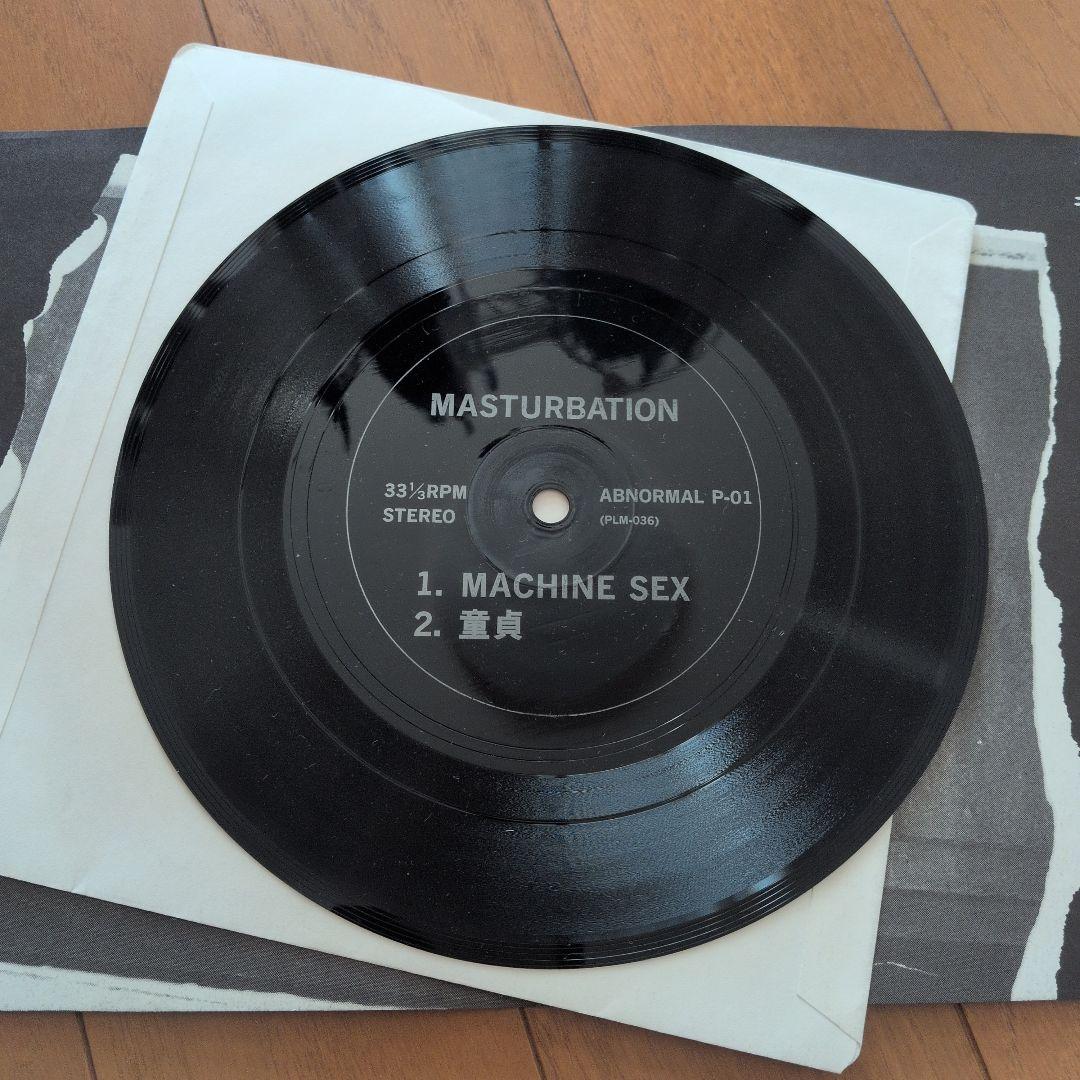 MASTURBATION
33⅓RPM
STEREO
ABNORMAL P-01
(PLM-036)
1. MACHINE SEX
2. 童貞